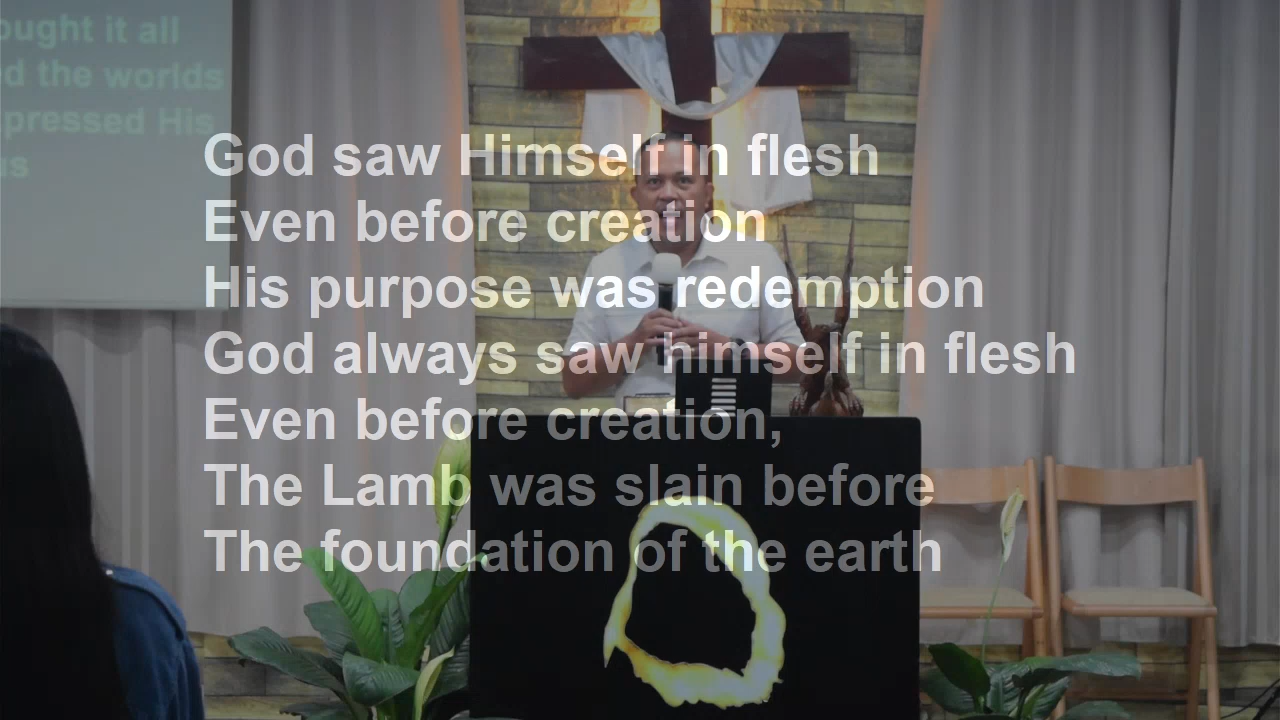 ought it all
d the worlds
pressed His
us
God saw Himself in flesh
Even before creation
His purpose was redemption
God always saw himself in flesh
Even before creation,
The Lamb was slain before
The foundation of the earth